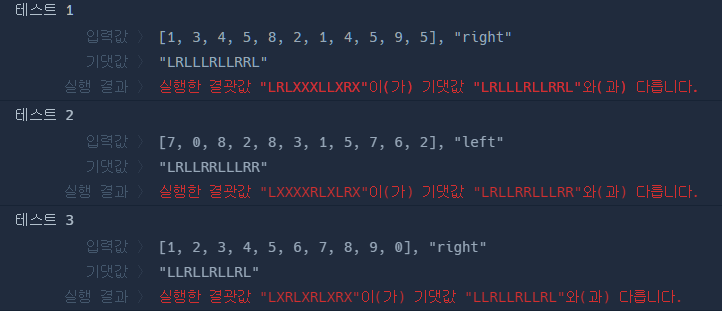 테스트 1
입력값 〉 [1, 3, 4, 5, 8, 2, 1, 4, 5, 9, 5], "right"
기댓값 〉 "LRLLLRLLRRL"
실행 결과 〉 실행한 결괏값 "LRLXXXLLXRX"이(가) 기댓값 "LRLLLRLLRRL"와(과) 다릅니다.
테스트 2
입력값 〉 [7, 0, 8, 2, 8, 3, 1, 5, 7, 6, 2], "left"
기댓값 〉 "LRLLRRLLLRR"
실행 결과 〉 실행한 결괏값 "LXXXXRLXLRX"이(가) 기댓값 "LRLLRRLLLRR"와(과) 다릅니다.
테스트 3
입력값 〉 [1, 2, 3, 4, 5, 6, 7, 8, 9, 0], "right"
기댓값 〉 "LLRLLRLLRL"
실행 결과 〉 실행한 결괏값 "LXRLXRLXRX"이(가) 기댓값 "LLRLLRLLRL"와(과) 다릅니다.